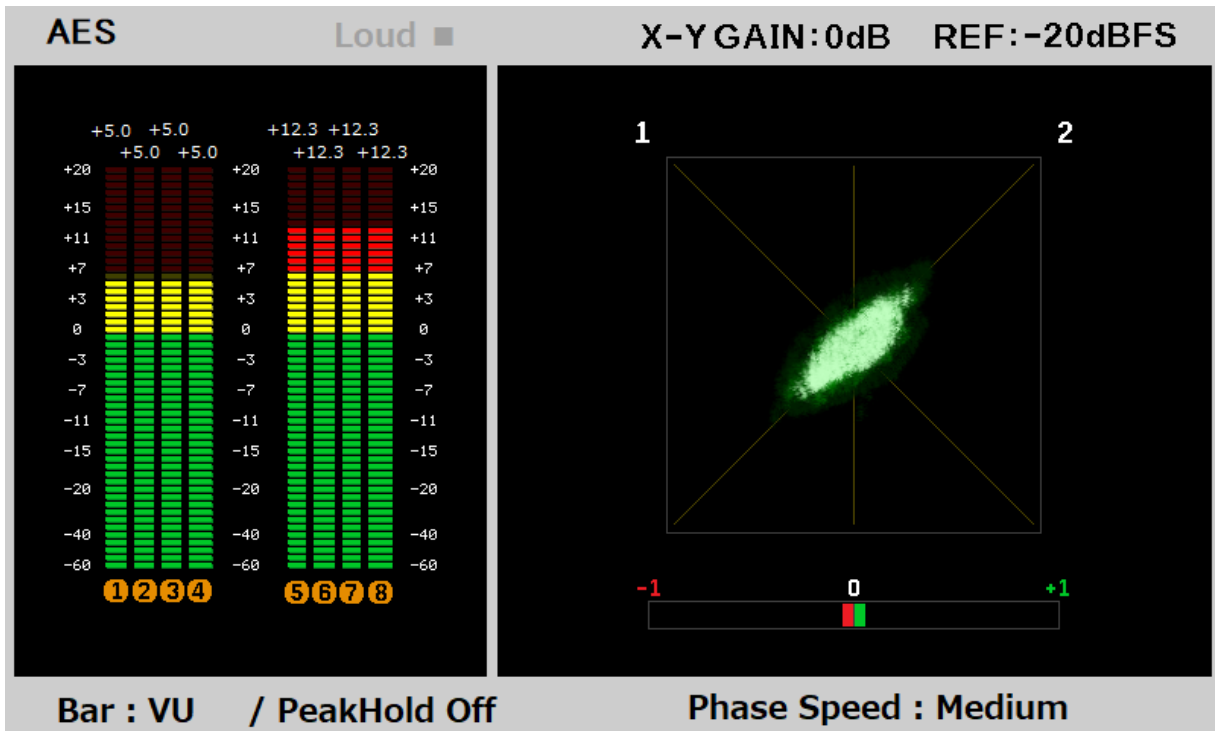 AES Loud ■ X-Y GAIN:0dB REF:-20dBFS
+5.0 +5.0 +12.3 +12.3
+5.0 +5.0 +12.3 +12.3
1 2
+20 +20 +20
+15 +15 +15
+11 +11 +11
+7 +7 +7
+3 +3 +3
0 0 0
-3 -3 -3
-7 -7 -7
-11 -11 -11
-15 -15 -15
-20 -20 -20
-40 -40 -40
-60 -60 -60
1 2 3 4 5 6 7 8
-1 0 +1
Bar : VU / PeakHold Off Phase Speed : Medium